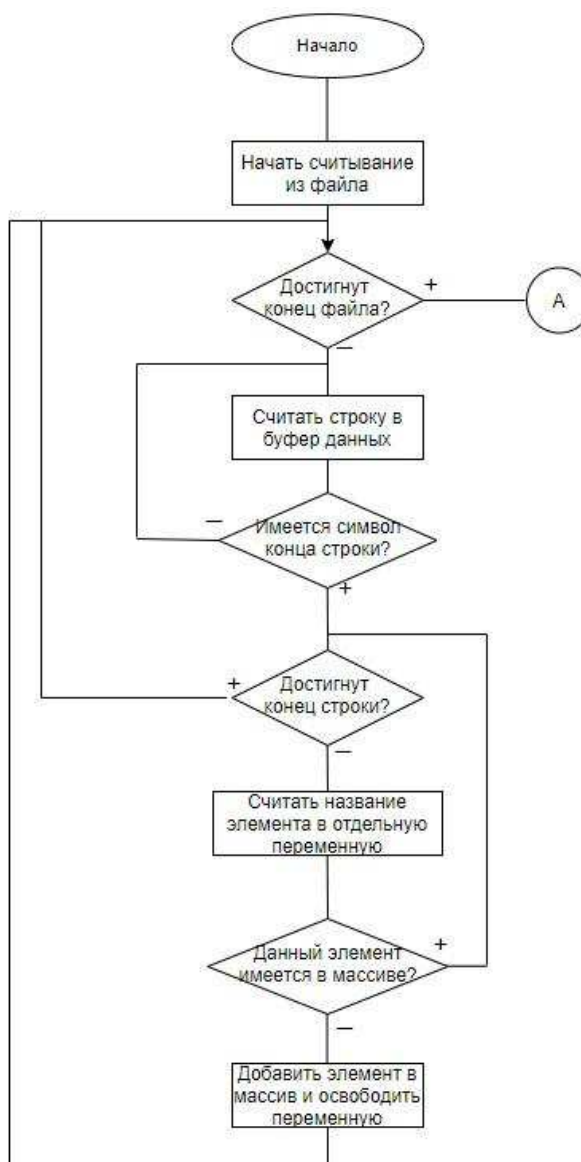 Начало
Начать считывание
из файла
Достигнут
конец файла?
+
А
—
Считать строку в
буфер данных
—
Имеется символ
конца строки?
+
Достигнут
конец строки?
+
—
Считать название
элемента в отдельную
переменную
Данный элемент
имеется в массиве?
+
—
Добавить элемент в
массив и освободить
переменную